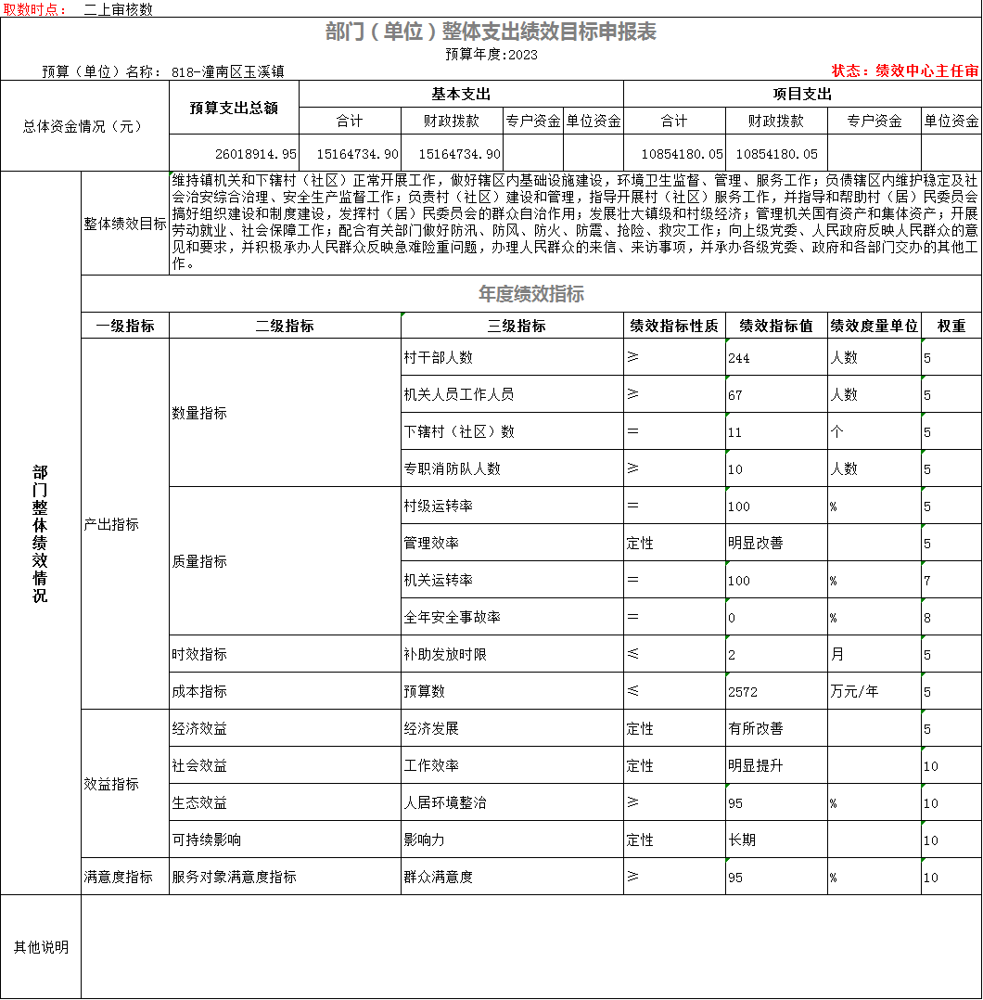 取数时点： 二上审核数
部门（单位）整体支出绩效目标申报表
预算年度:2023
预算（单位）名称： 818-潼南区玉溪镇 状态：绩效中心主任审
总体资金情况（元） 预算支出总额 基本支出 项目支出
合计 财政拨款 专户资金 单位资金 合计 财政拨款 专户资金 单位资金
26018914.95 15164734.90 15164734.90 10854180.05 10854180.05
部门整体绩效情况
整体绩效目标
维持镇机关和下辖村（社区）正常开展工作，做好辖区内基础设施建设，环境卫生监督、管理、服务工作；负债辖区内维护稳定及社
会治安综合治理、安全生产监督工作；负责村（社区）建设和管理，指导开展村（社区）服务工作，并指导和帮助村（居）民委员会
搞好组织建设和制度建设，发挥村（居）民委员会的群众自治作用；发展壮大镇级和村级经济；管理机关国有资产和集体资产；开展
劳动就业、社会保障工作；配合有关部门做好防汛、防风、防火、防震、抢险、救灾工作；向上级党委、人民政府反映人民群众的意
见和要求，并积极承办人民群众反映急难险重问题，办理人民群众的来信、来访事项，并承办各级党委、政府和各部门交办的其他工
作。
年度绩效指标
一级指标 二级指标 三级指标 绩效指标性质 绩效指标值 绩效度量单位 权重
产出指标 数量指标 村干部人数 ≥ 244 人数 5
机关人员工作人员 ≥ 67 人数 5
下辖村（社区）数 ＝ 11 个 5
专职消防队人数 ≥ 10 人数 5
质量指标 村级运转率 ＝ 100 % 5
管理效率 定性 明显改善 5
机关运转率 ＝ 100 % 7
全年安全事故率 ＝ 0 % 8
时效指标 补助发放时限 ≤ 2 月 5
成本指标 预算数 ≤ 2572 万元/年 5
效益指标 经济效益 经济发展 定性 有所改善 5
社会效益 工作效率 定性 明显提升 10
生态效益 人居环境整治 ≥ 95 % 10
可持续影响 影响力 定性 长期 10
满意度指标 服务对象满意度指标 群众满意度 ≥ 95 % 10
其他说明